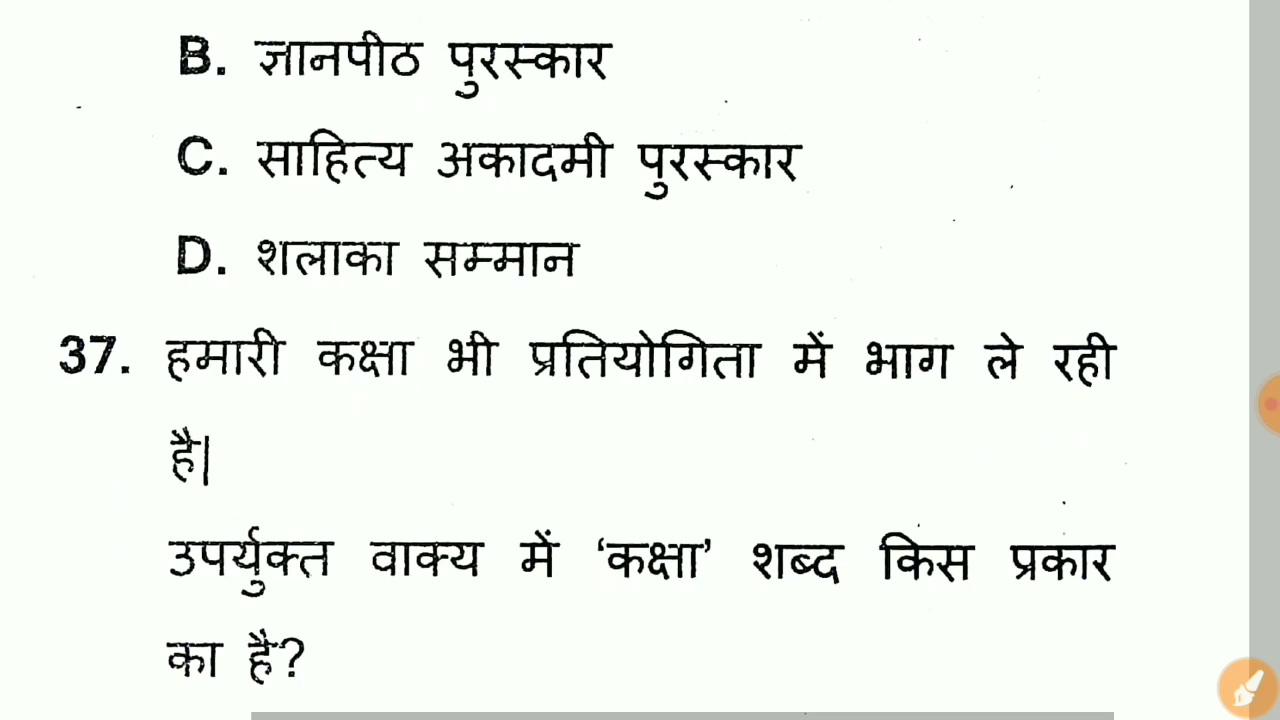 B. ज्ञानपीठ पुरस्कार
C. साहित्य अकादमी पुरस्कार
D. शलाका सम्मान
37. हमारी कक्षा भी प्रतियोगिता में भाग ले रही
है|
उपर्युक्त वाक्य में ‘कक्षा’ शब्द किस प्रकार
का है?